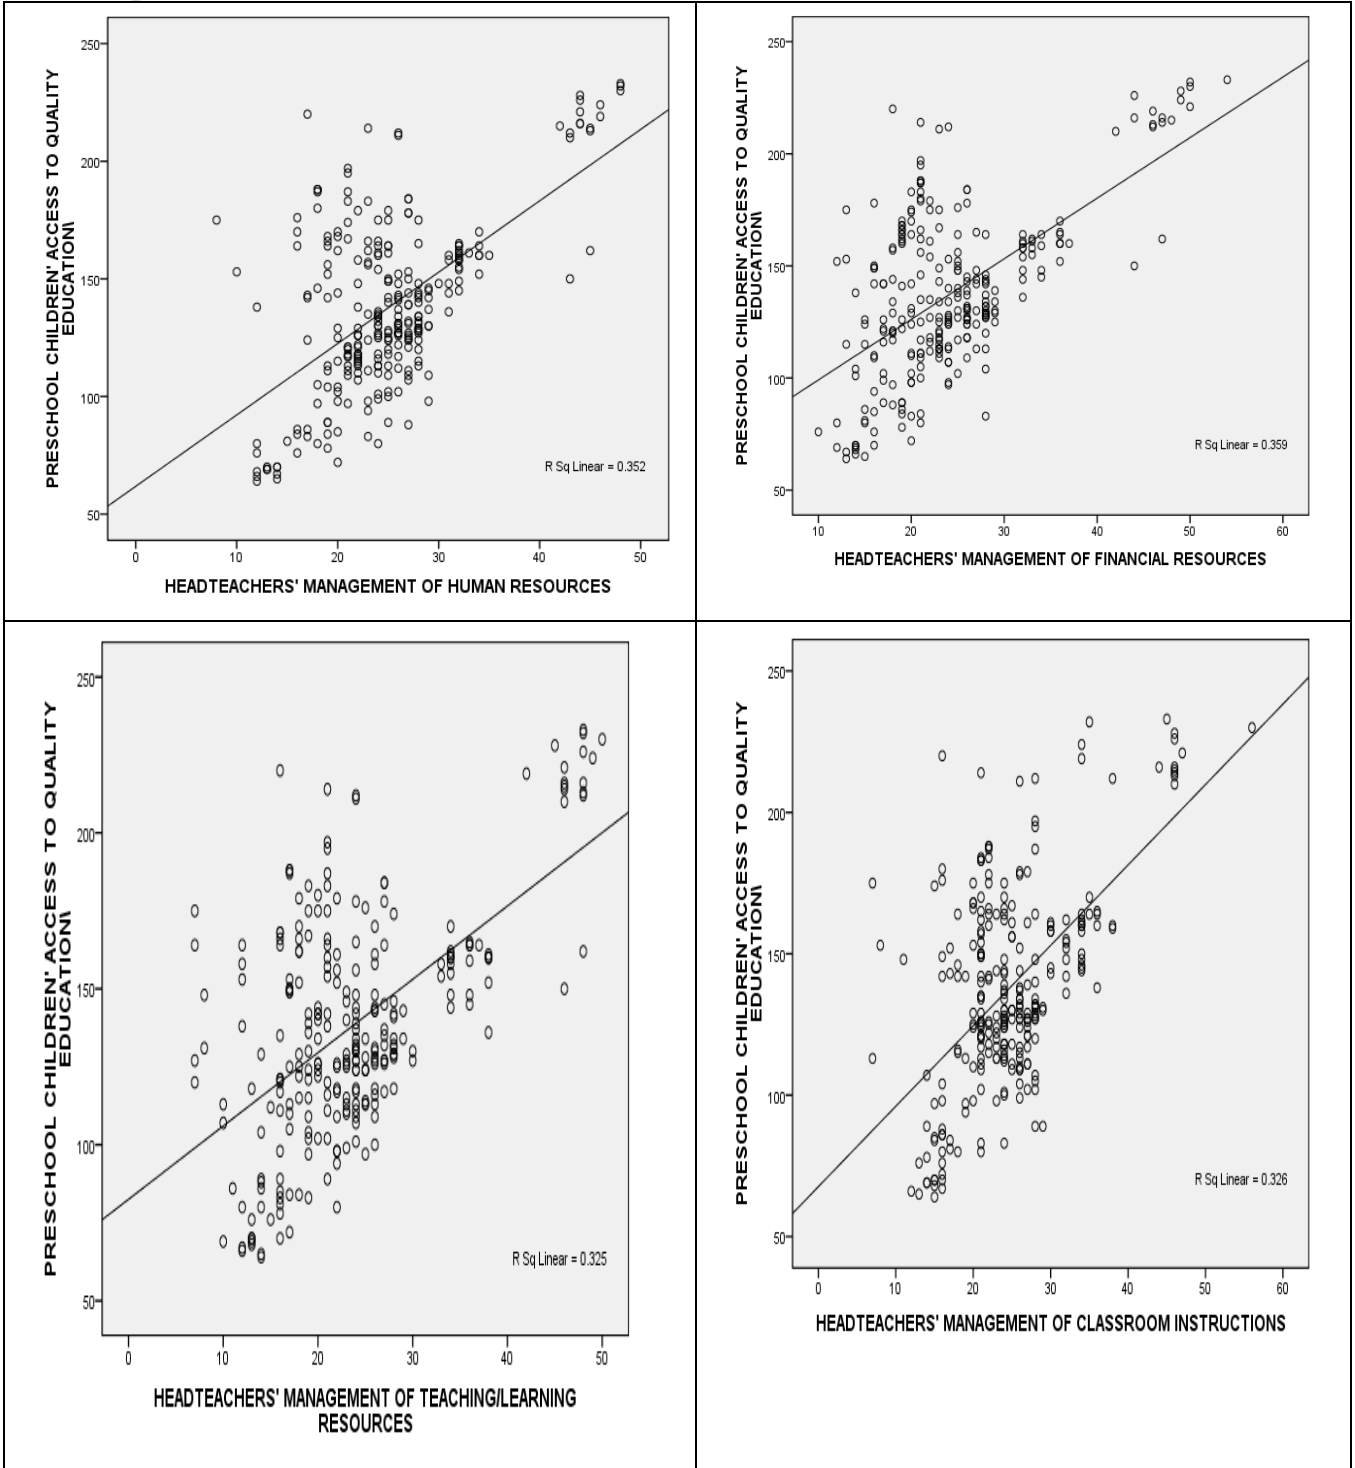 PRESCHOOL CHILDREN' ACCESS TO QUALITY
EDUCATION\
250
200
150
100
50
R Sq Linear = 0.352
0 10 20 30 40 50
HEADTEACHERS' MANAGEMENT OF HUMAN RESOURCES
PRESCHOOL CHILDREN' ACCESS TO QUALITY
EDUCATION\
250
200
150
100
50
R Sq Linear = 0.359
10 20 30 40 50 60
HEADTEACHERS' MANAGEMENT OF FINANCIAL RESOURCES
PRESCHOOL CHILDREN' ACCESS TO QUALITY
EDUCATION\
250
200
150
100
50
R Sq Linear = 0.325
0 10 20 30 40 50
HEADTEACHERS' MANAGEMENT OF TEACHING/LEARNING
RESOURCES
PRESCHOOL CHILDREN' ACCESS TO QUALITY
EDUCATION\
250
200
150
100
50
R Sq Linear = 0.326
0 10 20 30 40 50 60
HEADTEACHERS' MANAGEMENT OF CLASSROOM INSTRUCTIONS